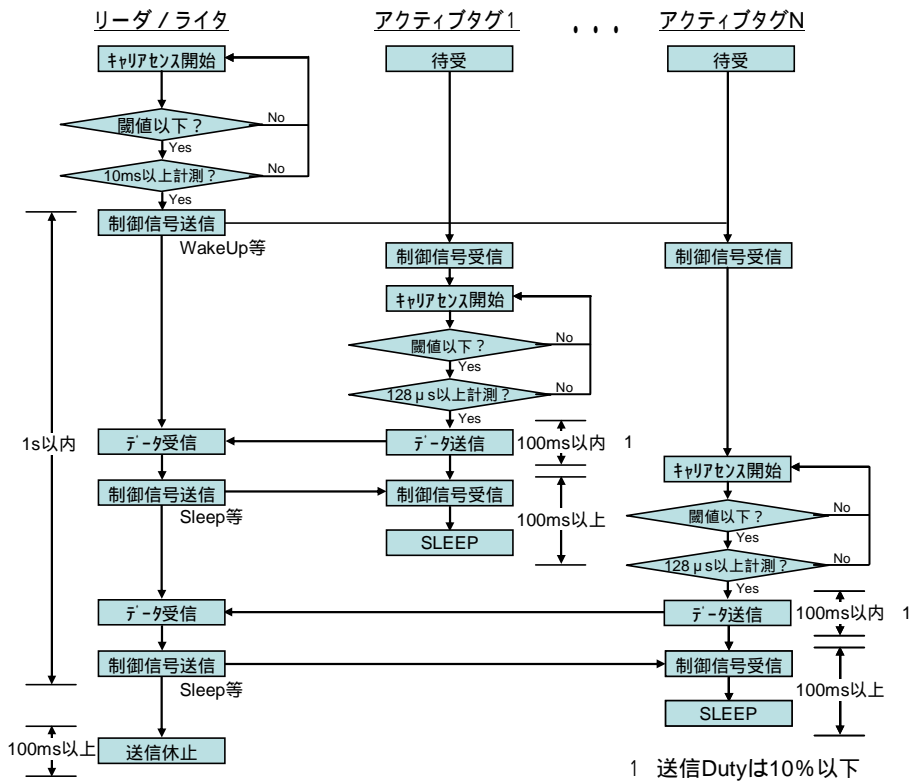 リーダ / ライタ
アクティブタグ1
・・・
アクティブタグN
キャリアセンス開始
待受
待受
閾値以下？
No
Yes
10ms以上計測？
No
Yes
制御信号送信
WakeUp等
制御信号受信
制御信号受信
キャリアセンス開始
閾値以下？
No
Yes
128μs以上計測？
No
Yes
1s以内
データ受信
データ送信
100ms以内 1
キャリアセンス開始
制御信号送信
Sleep等
制御信号受信
100ms以上
SLEEP
閾値以下？
No
Yes
128μs以上計測？
No
Yes
データ受信
データ送信
100ms以内 1
制御信号送信
Sleep等
制御信号受信
100ms以上
SLEEP
100ms以上
送信休止
1 送信Dutyは10%以下